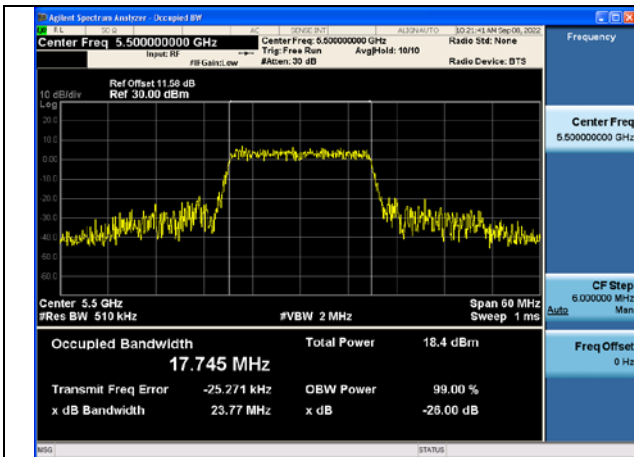 Agilent Spectrum Analyzer - Occupied BW
RL 50 Ω AC SENSE:INT ALIGNAUTO 10:21:41 AM Sep 08, 2022
Center Freq 5.500000000 GHz Center Freq: 5.500000000 GHz Radio Std: None
Input: RF Trig: Free Run Avg|Hold: 10/10
#IFGain:Low #Atten: 30 dB Radio Device: BTS
Ref Offset 11.58 dB
10 dB/div Ref 30.00 dBm
Log
20.0
10.0
0.00
-10.0
-20.0
-30.0
-40.0
-50.0
-60.0
Center 5.5 GHz Span 60 MHz
#Res BW 510 kHz #VBW 2 MHz Sweep 1 ms
Occupied Bandwidth Total Power 18.4 dBm
17.745 MHz
Transmit Freq Error -25.271 kHz OBW Power 99.00 %
x dB Bandwidth 23.77 MHz x dB -26.00 dB
MSG STATUS
Frequency
Center Freq
5.500000000 GHz
CF Step
6.000000 MHz
Auto Man
Freq Offset
0 Hz